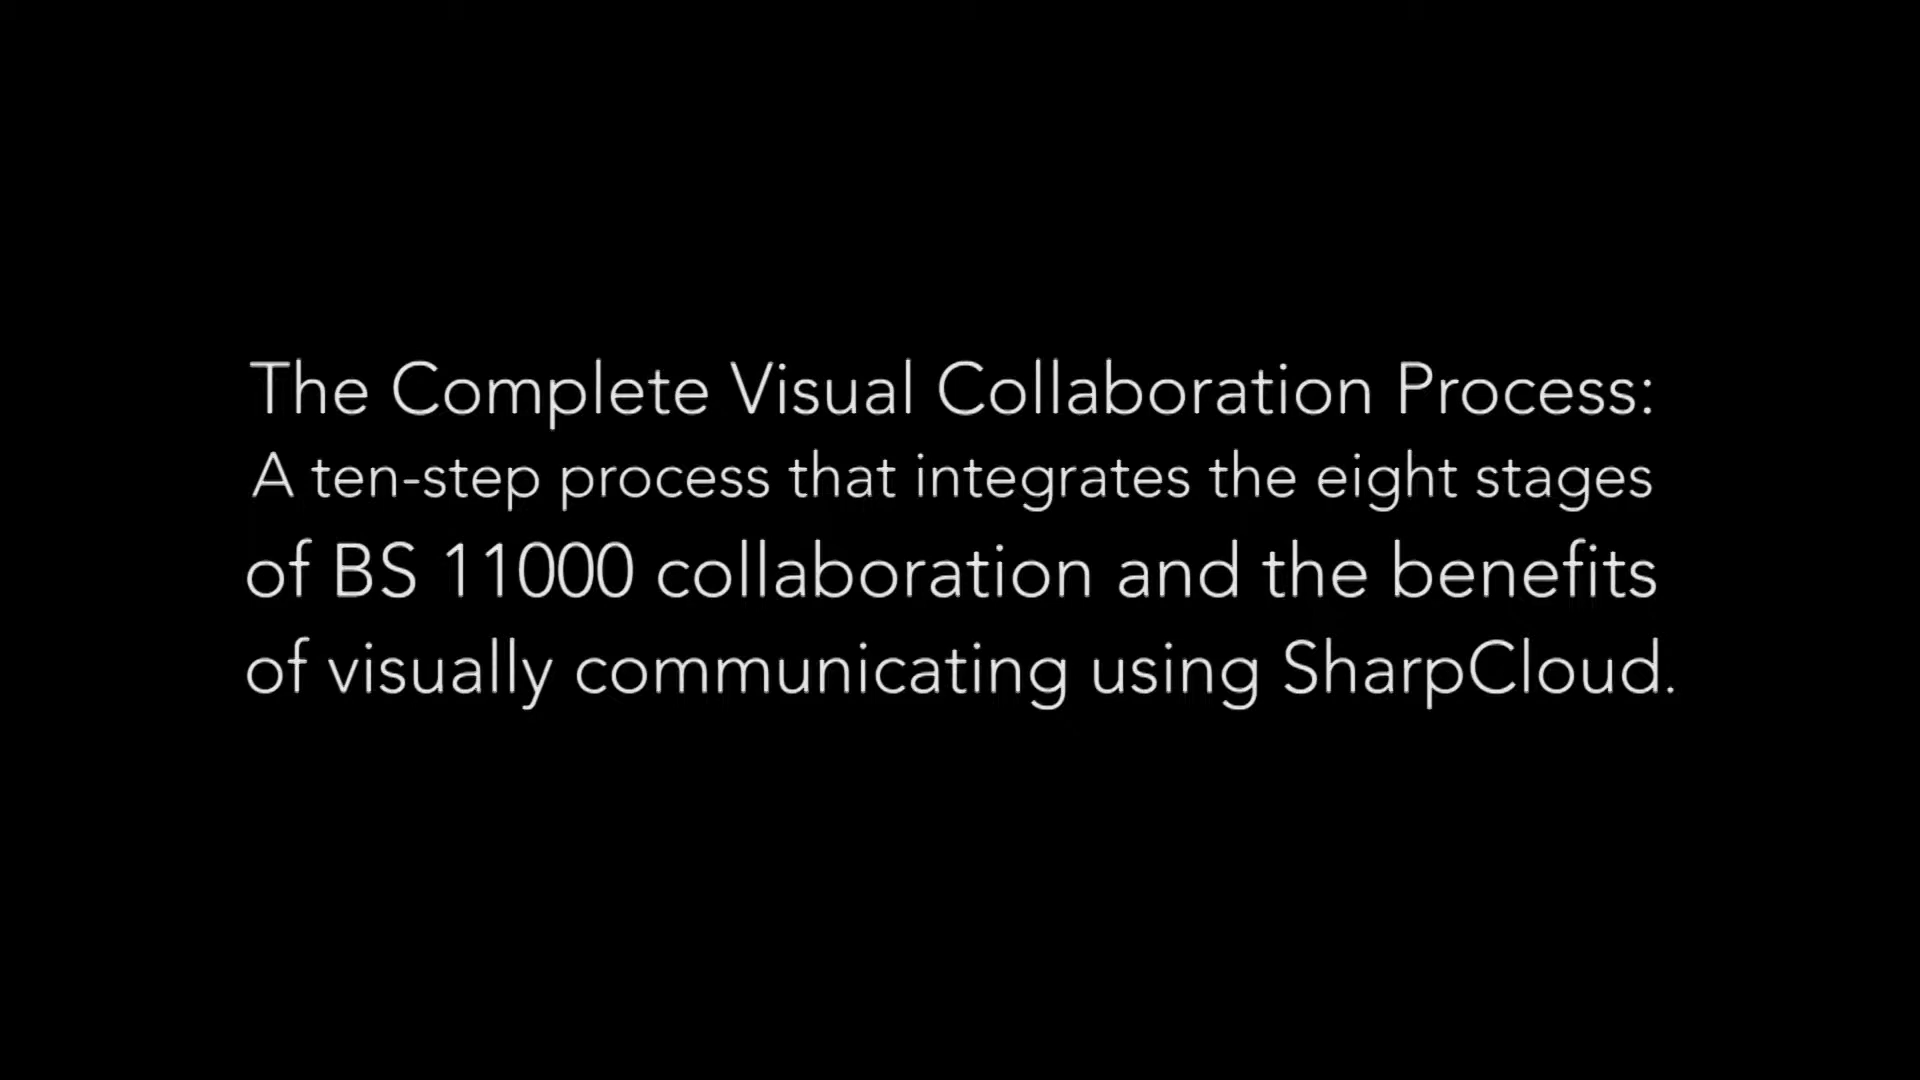 The Complete Visual Collaboration Process:
A ten-step process that integrates the eight stages
of BS 11000 collaboration and the benefits
of visually communicating using SharpCloud.